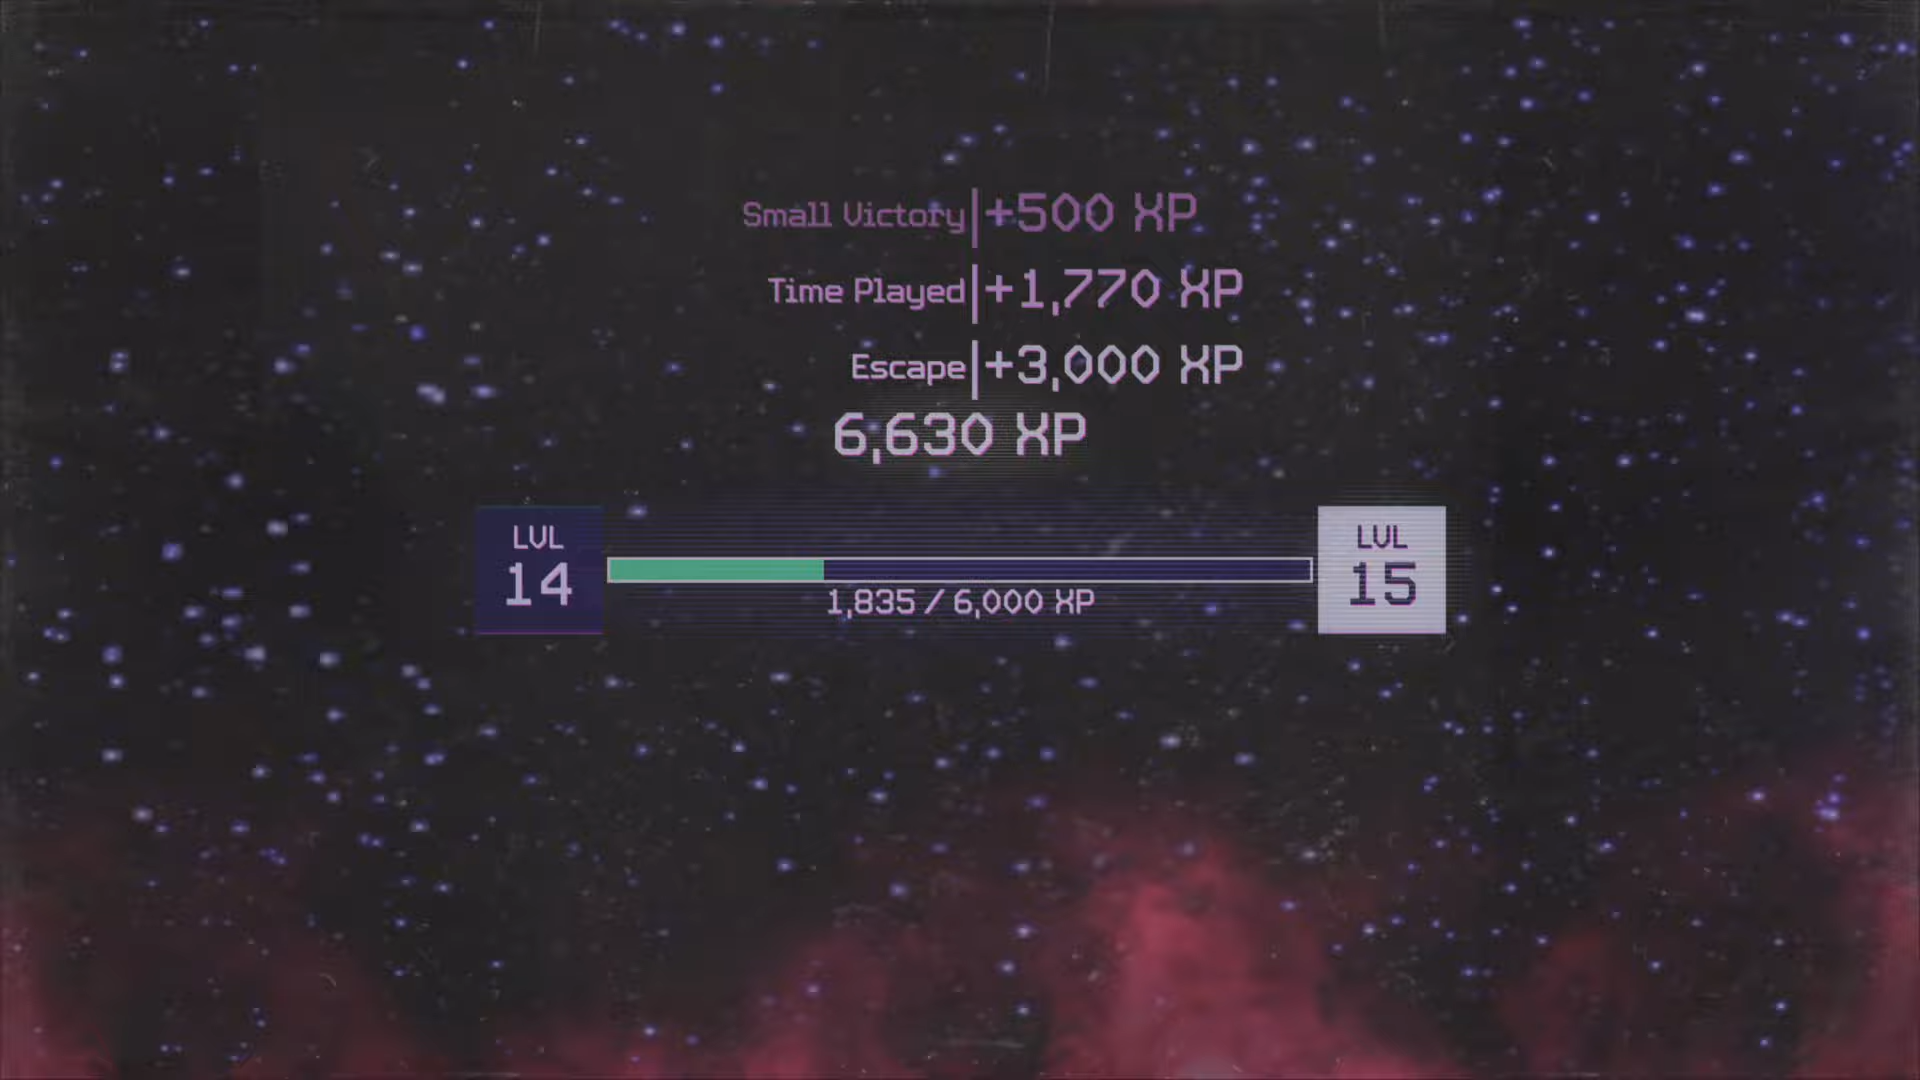 Small Victory +500 XP
Time Played +1,770 XP
Escape +3,000 XP
6,630 XP
LVL
14
1,835 / 6,000 XP
LVL
15